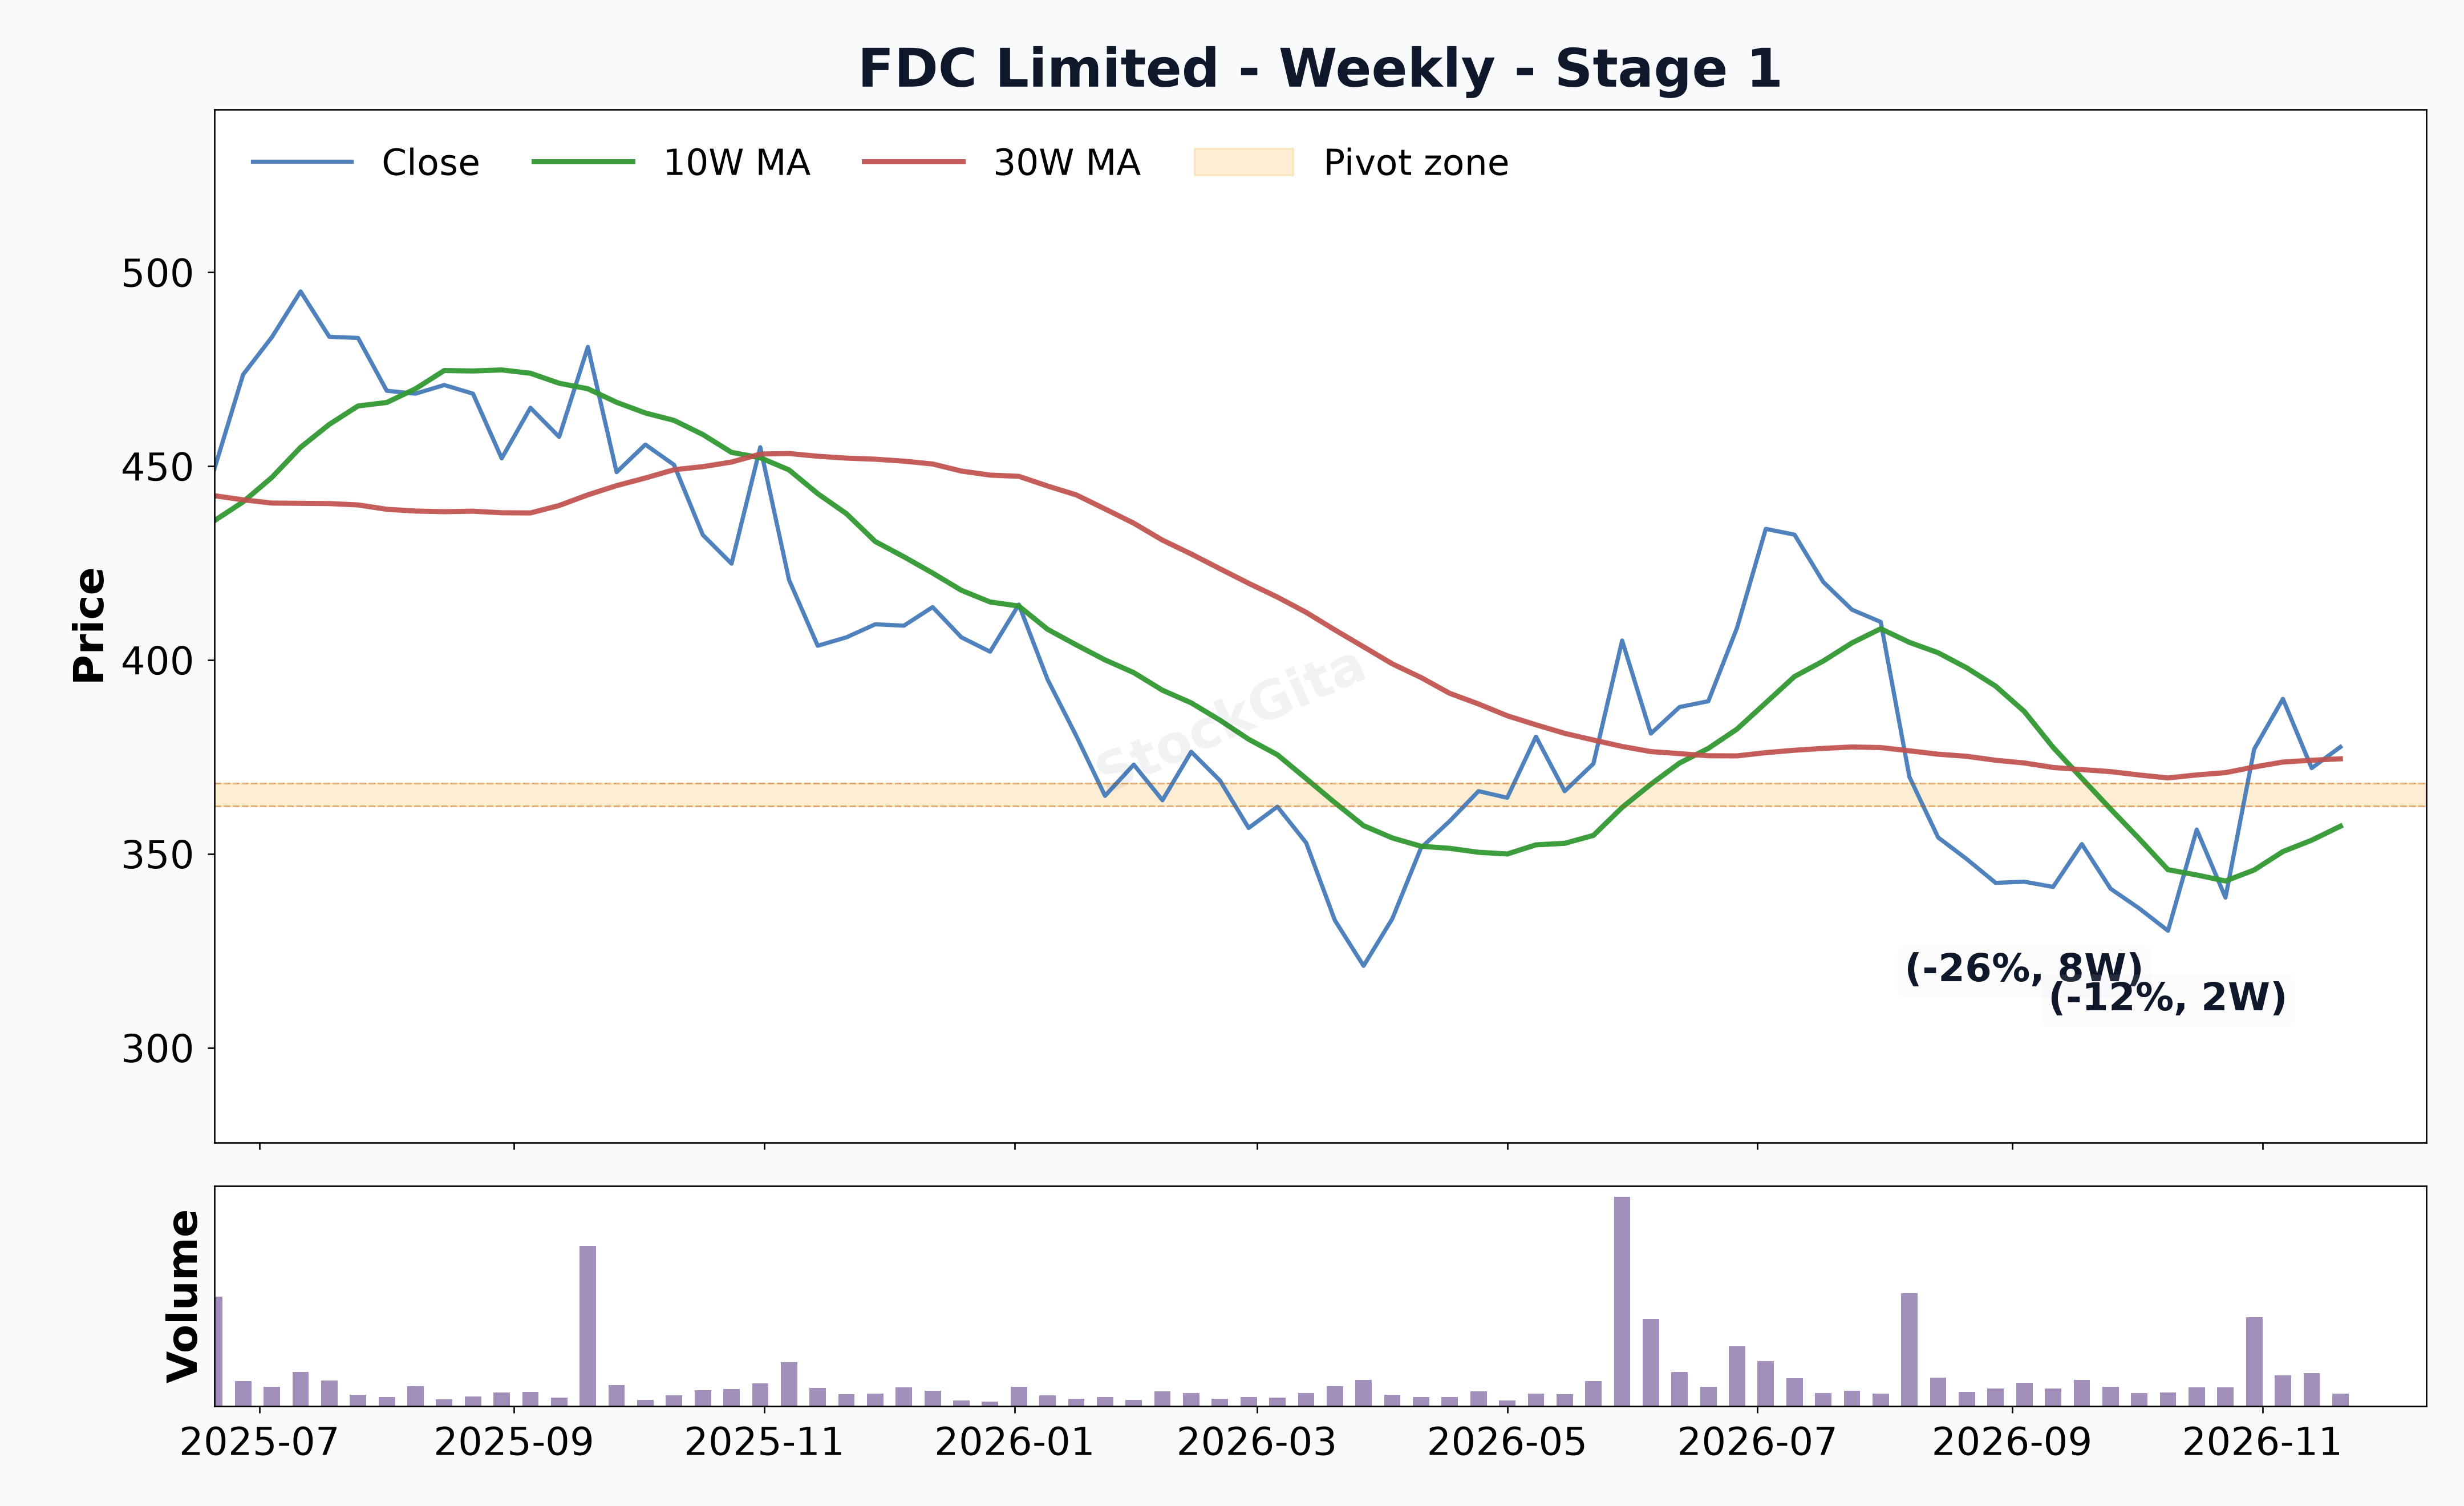 FDC Limited - Weekly - Stage 1
Close 10W MA 30W MA Pivot zone
Price
500
450
400
350
300
StockGita
(-26%, 8W)
(-12%, 2W)
Volume
2025-07 2025-09 2025-11 2026-01 2026-03 2026-05 2026-07 2026-09 2026-11